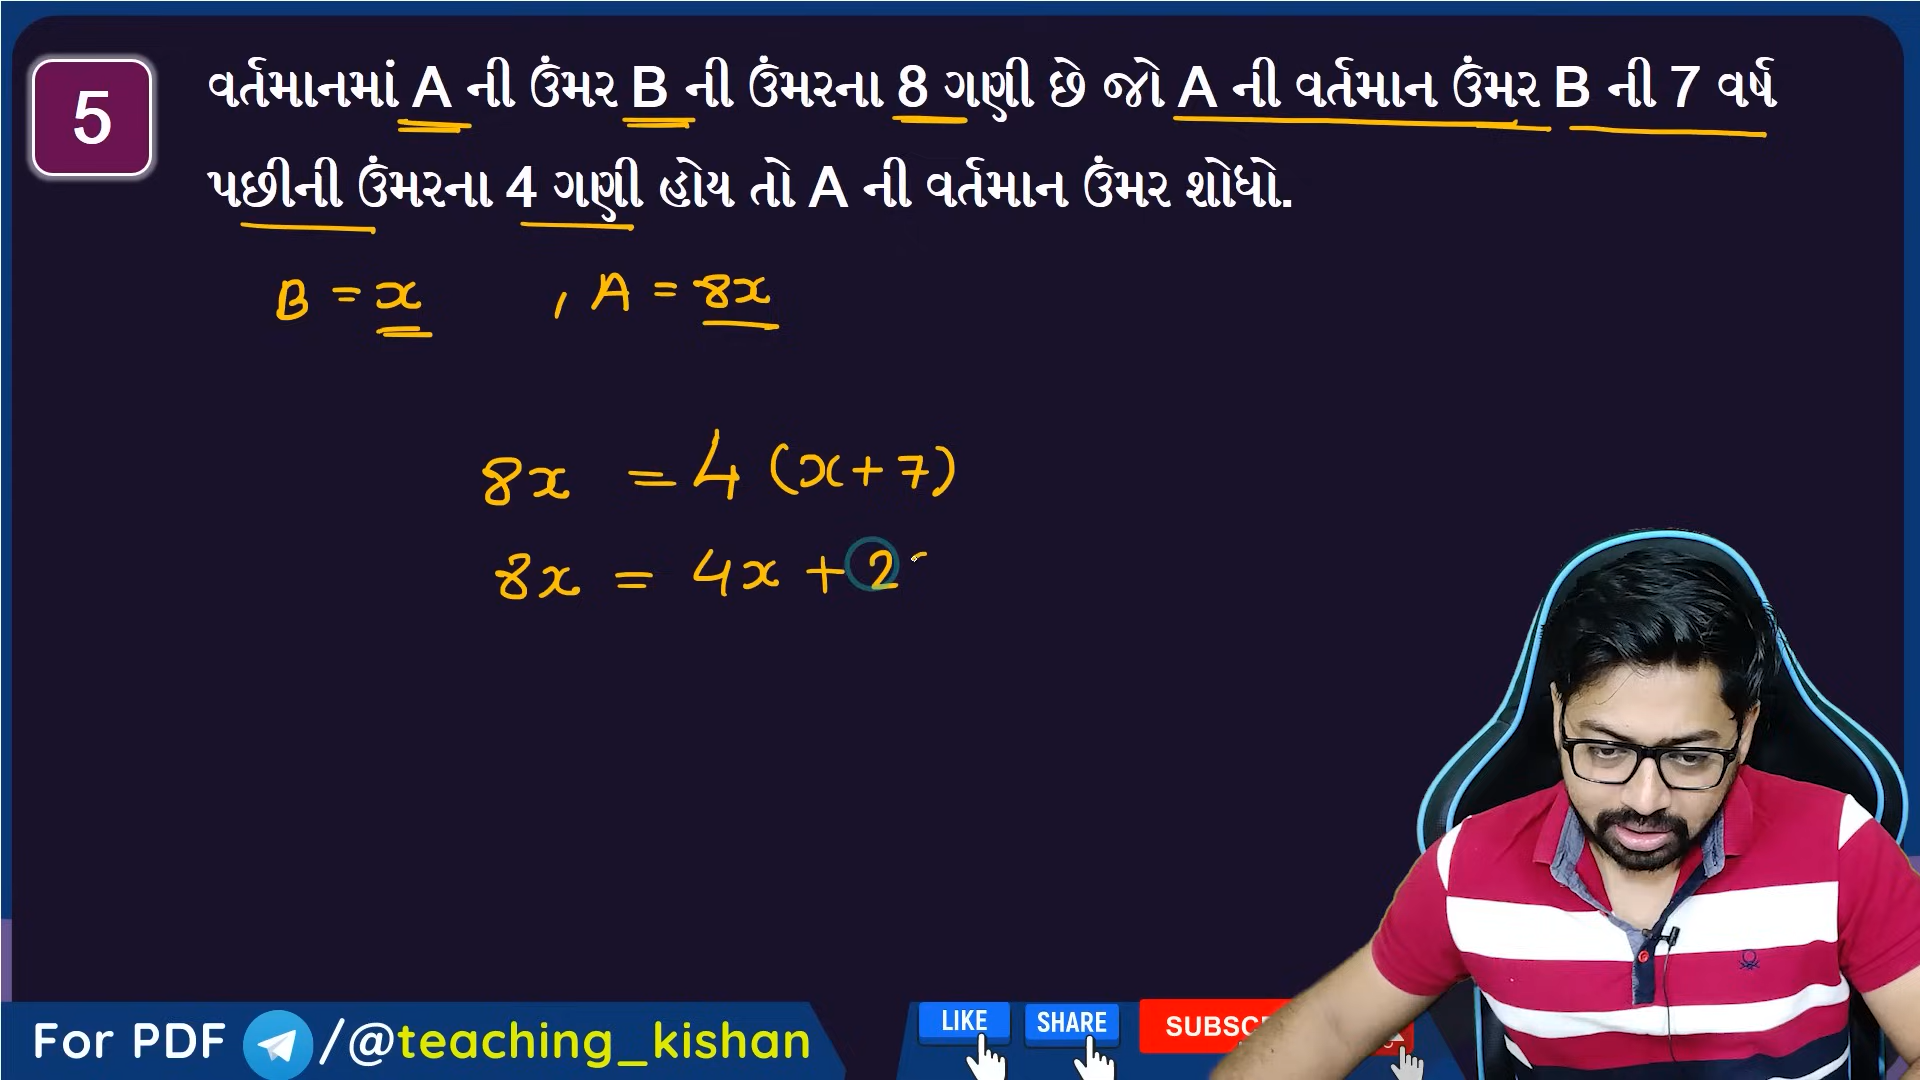 5
વર્તમાનમાં A ની ઉંમર B ની ઉંમરના 8 ગણી છે જો A ની વર્તમાન ઉંમર B ની 7 વર્ષ
પછીની ઉંમરના 4 ગણી હોય તો A ની વર્તમાન ઉંમર શોધો.
B = x , A = 8x
8x = 4 (x+7)
8x = 4x + 2
For PDF /@teaching_kishan
LIKE SHARE